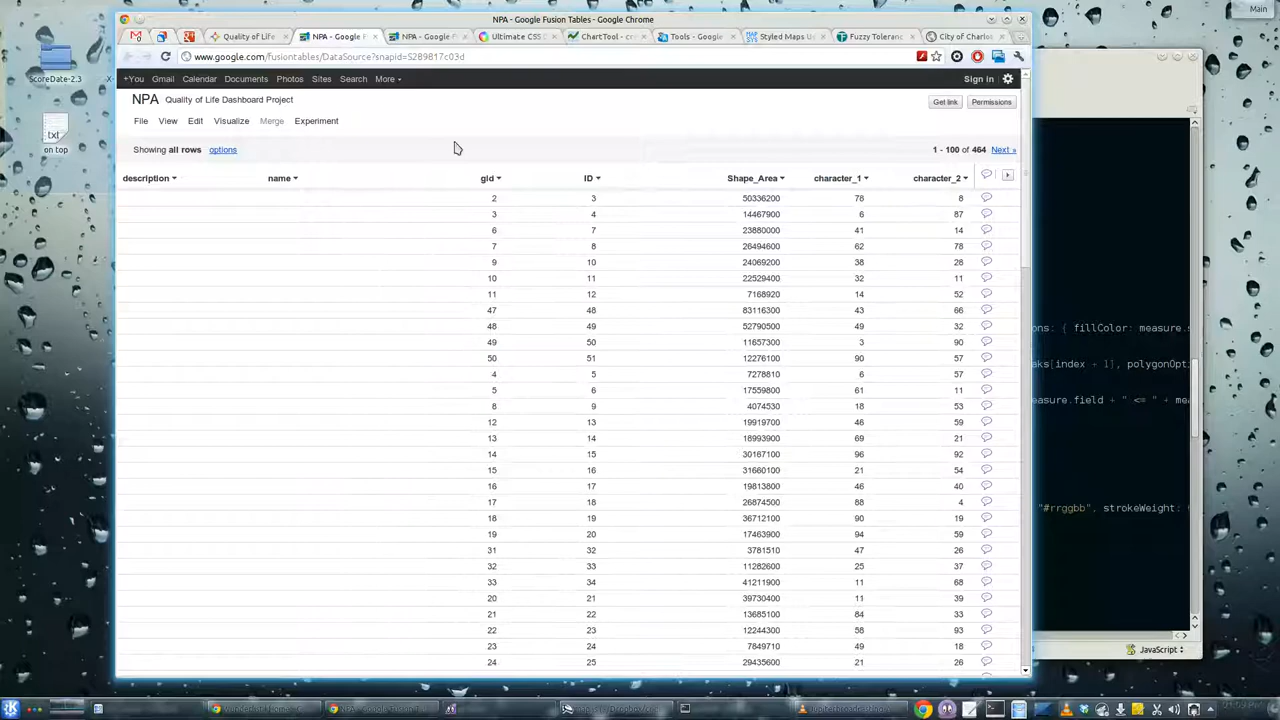 NPA - Google Fusion Tables - Google Chrome
Main
Quality of Life
NPA - Google F
NPA - Google F
Ultimate CSS
ChartTool - cr
Tools - Google
Styled Maps
Fuzzy Toleranc
City of Charlo
www.google.com/fusiontables/DataSource?snapid=S289817c03d
+You Gmail Calendar Documents Photos Sites Search More
Sign in
NPA Quality of Life Dashboard Project
Get link Permissions
File View Edit Visualize Merge Experiment
Showing all rows options
1 - 100 of 464 Next »
description name gid ID Shape_Area character_1 character_2
2 3 50336200 78 8
3 4 14467900 6 87
6 7 23880000 41 14
7 8 26494600 62 78
9 10 24069200 38 28
10 11 22529400 32 11
11 12 7168920 14 52
47 48 83116300 43 66
48 49 52790500 49 32
49 50 11657300 3 90
50 51 12276100 90 57
4 5 7278810 6 57
5 6 17559800 61 11
8 9 4074530 18 53
12 13 19919700 46 59
13 14 18993900 69 21
14 15 30167100 96 92
15 16 31660100 21 54
16 17 19813800 46 40
17 18 26874500 88 4
18 19 36712100 90 19
19 20 17463900 94 59
31 32 3781510 47 26
32 33 11282600 25 37
33 34 41211900 11 68
20 21 39730400 11 39
21 22 13685100 84 33
22 23 12244300 58 93
23 24 7849710 49 18
24 25 29435600 21 26
ScoreDate-2.3
txt
on top
ons: { fillColor: measure.
aks[index + 1], polygonOpti
easure.field + " <= " + me
"#rrggbb", strokeWeight:
JavaScript